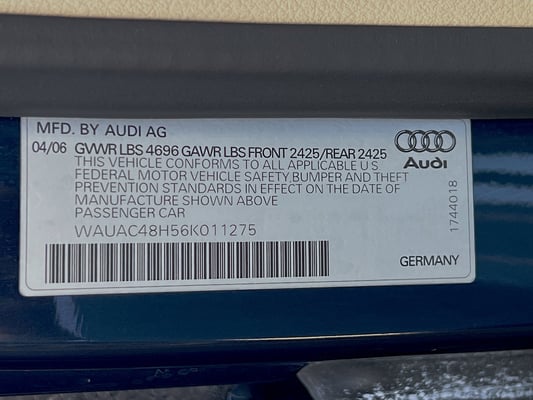 MFD. BY AUDI AG
04/06 GVWR LBS 4696 GAWR LBS FRONT 2425/REAR 2425
THIS VEHICLE CONFORMS TO ALL APPLICABLE U S
FEDERAL MOTOR VEHICLE SAFETY,BUMPER AND THEFT
PREVENTION STANDARDS IN EFFECT ON THE DATE OF
MANUFACTURE SHOWN ABOVE
PASSENGER CAR
WAUAC48H56K011275
Audi
1744018
GERMANY